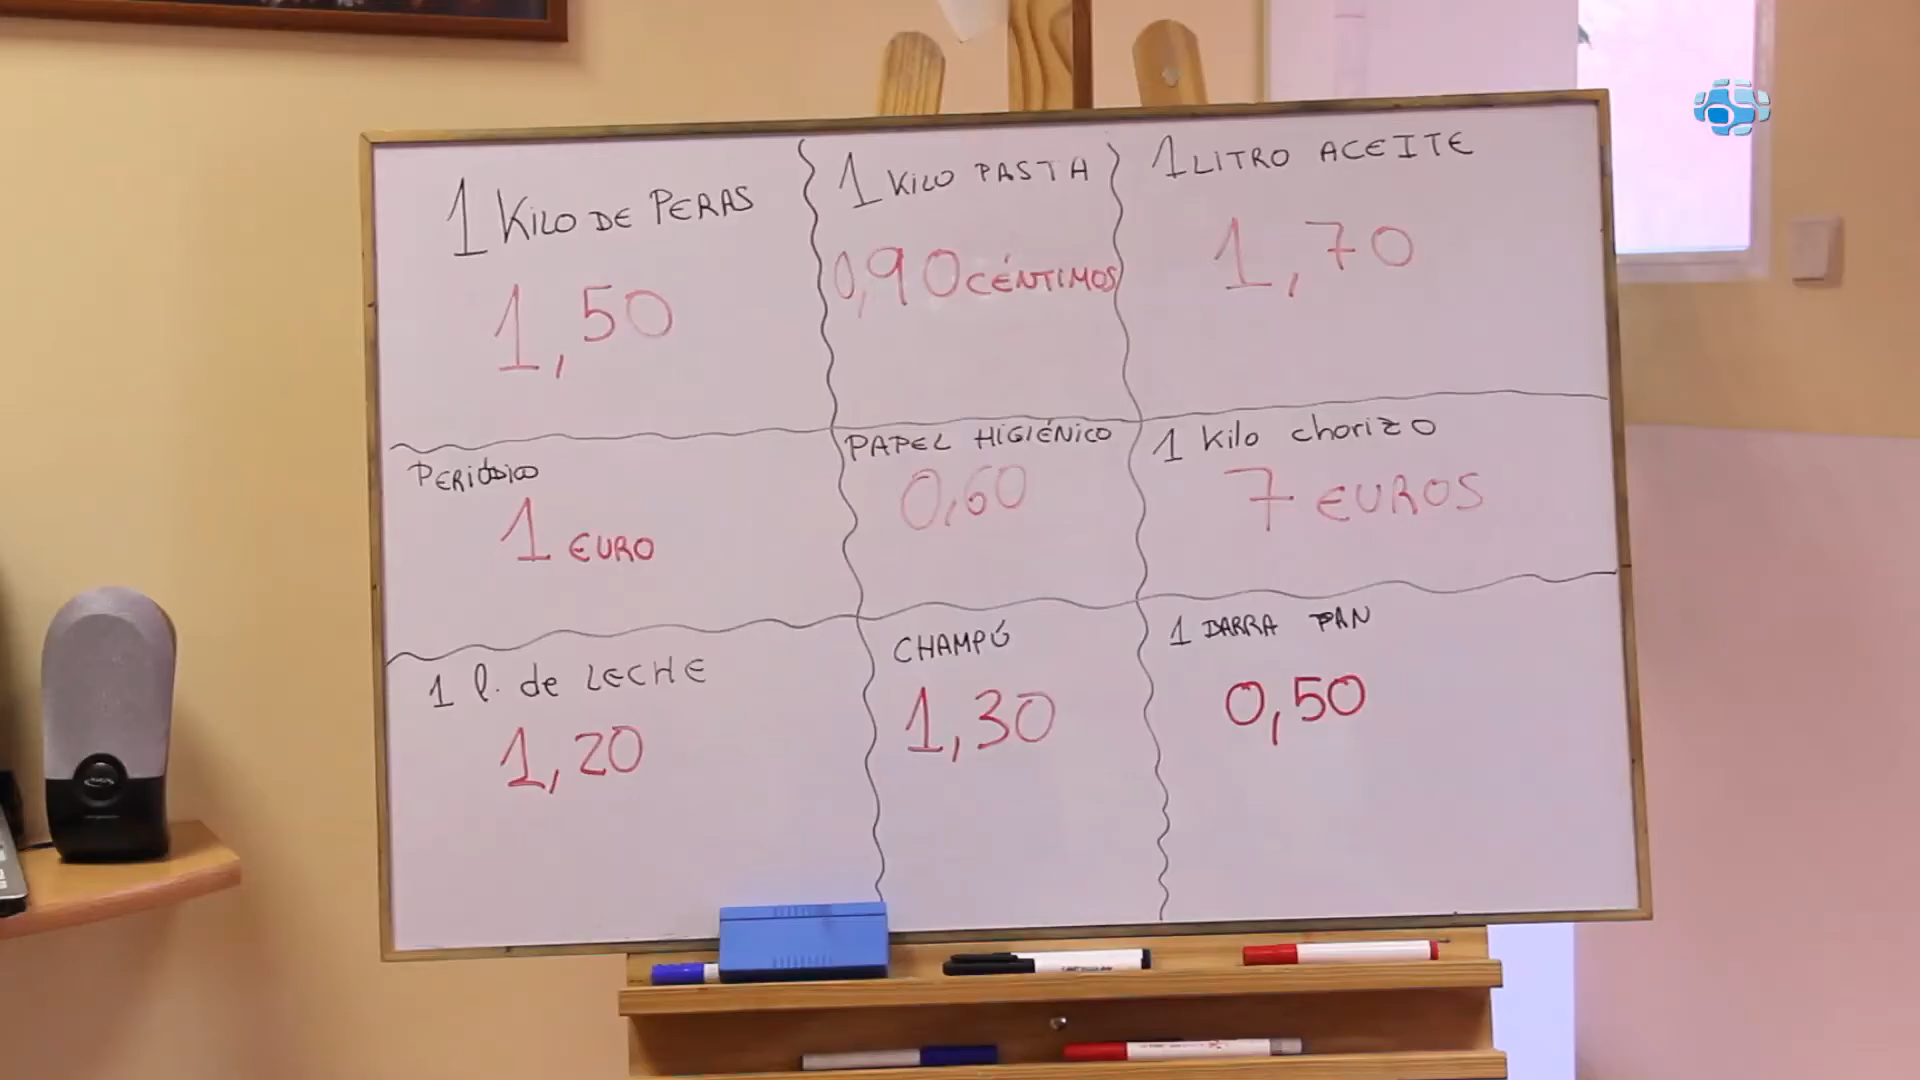 1 KILO DE PERAS
1,50
1 KILO PASTA
0,90 CÉNTIMOS
1 LITRO ACEITE
1,70
PERIÓDICO
1 EURO
PAPEL HIGIÉNICO
0,60
1 Kilo chorizo
7 EUROS
1 l. de LECHE
1,20
CHAMPÚ
1,30
1 BARRA PAN
0,50